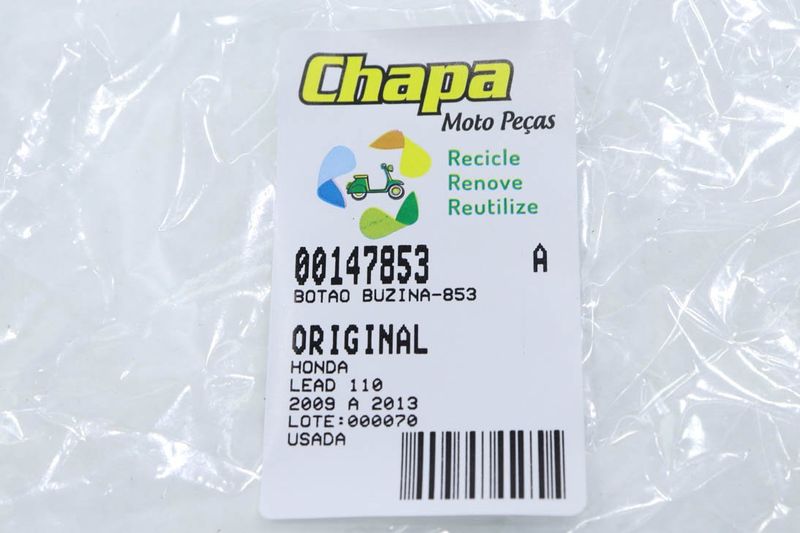 Chapa
Moto Peças
Recicle
Renove
Reutilize
00147853 A
BOTAO BUZINA-853
ORIGINAL
HONDA
LEAD 110
2009 A 2013
LOTE:000070
USADA